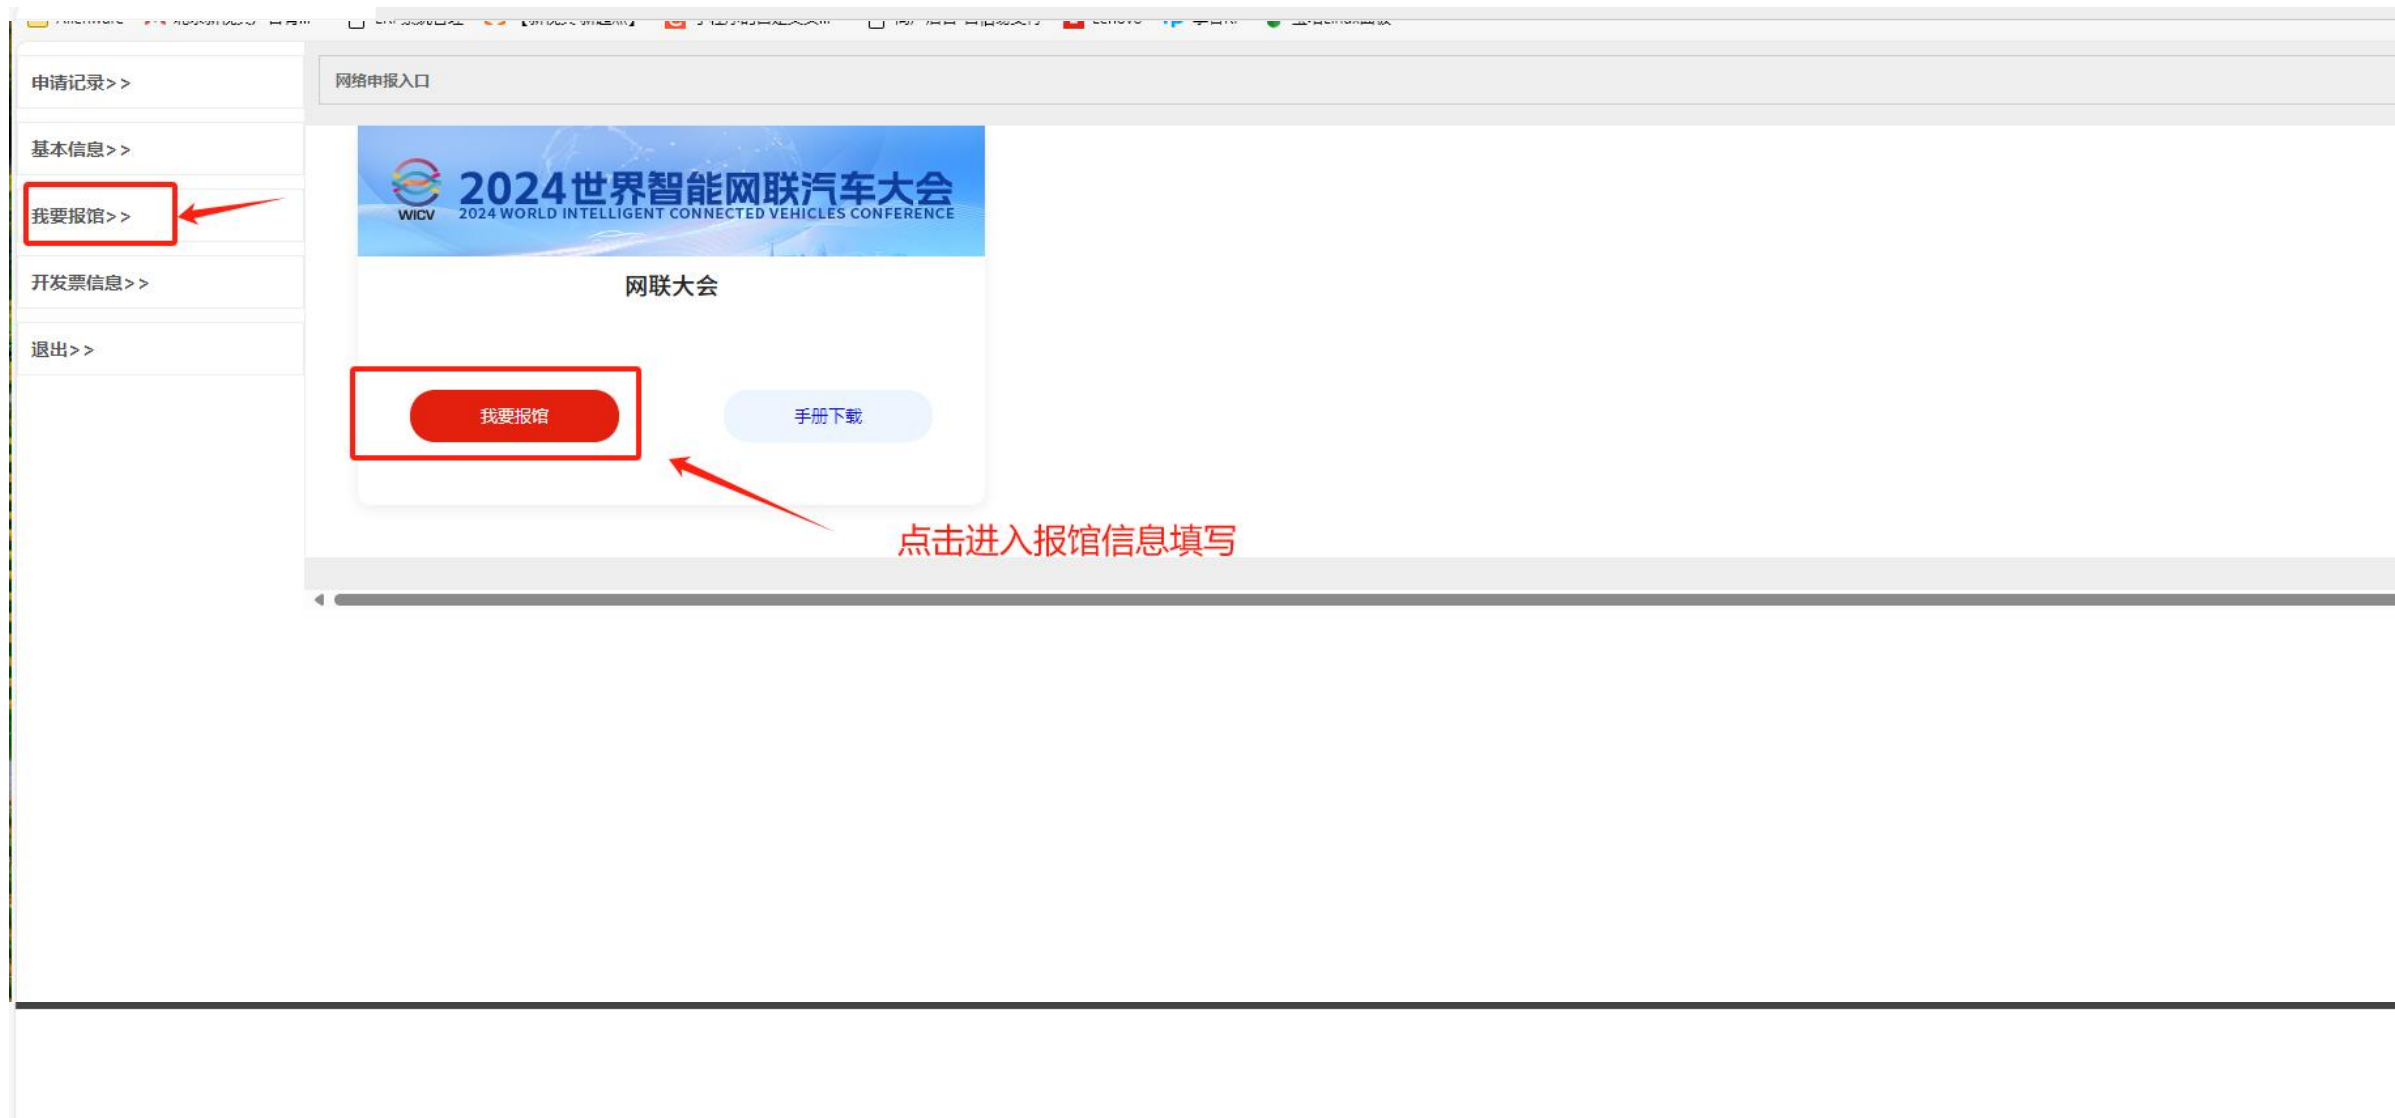 Lenovo
申请记录>>
网络申报入口
基本信息>>
我要报馆>>
开发票信息>>
退出>>
WICV
2024世界智能网联汽车大会
2024 WORLD INTELLIGENT CONNECTED VEHICLES CONFERENCE
网联大会
我要报馆
手册下载
点击进入报馆信息填写